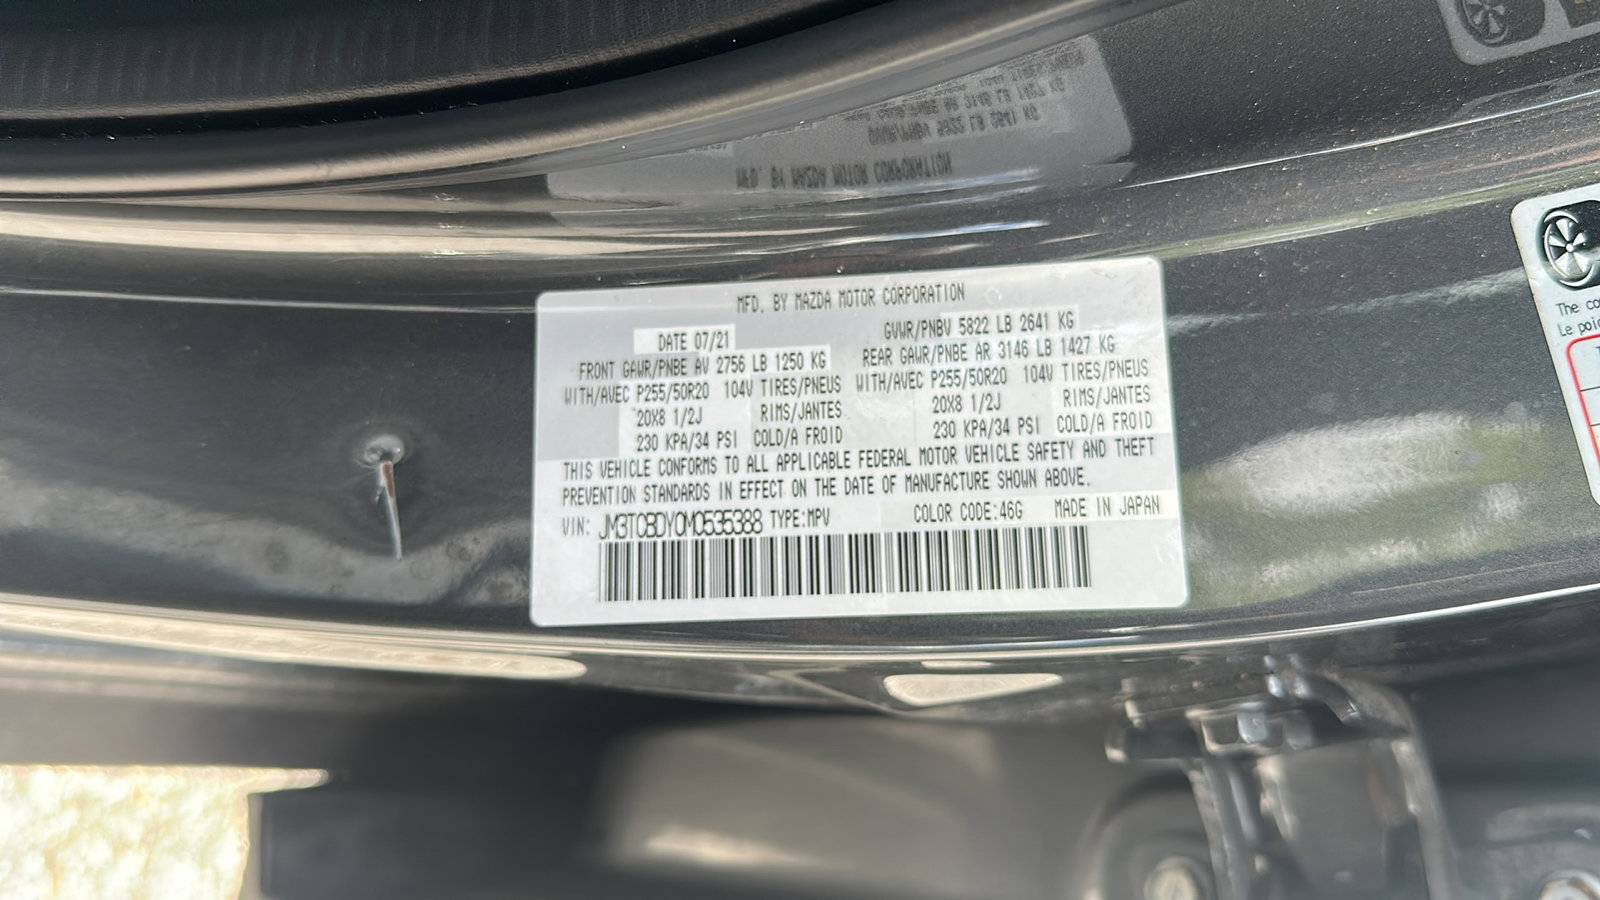 MFD. BY MAZDA MOTOR CORPORATION
DATE 07/21 GVWR/PNBV 5822 LB 2641 KG
FRONT GAWR/PNBE AV 2756 LB 1250 KG REAR GAWR/PNBE AR 3146 LB 1427 KG
WITH/AVEC P255/50R20 104V TIRES/PNEUS WITH/AVEC P255/50R20 104V TIRES/PNEUS
20X8 1/2J RIMS/JANTES 20X8 1/2J RIMS/JANTES
230 KPA/34 PSI COLD/A FROID 230 KPA/34 PSI COLD/A FROID
THIS VEHICLE CONFORMS TO ALL APPLICABLE FEDERAL MOTOR VEHICLE SAFETY AND THEFT
PREVENTION STANDARDS IN EFFECT ON THE DATE OF MANUFACTURE SHOWN ABOVE.
VIN: JM3TCBDY0M0535388 TYPE:MPV COLOR CODE:46G MADE IN JAPAN
The
Le